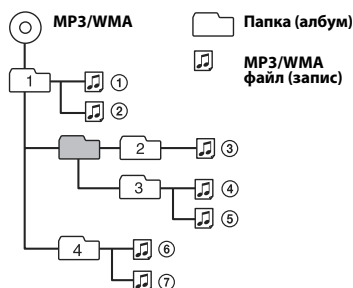 MP3/WMA
Папка (албум)
MP3/WMA
файл (запис)
1
①
②
2
③
3
④
⑤
4
⑥
⑦